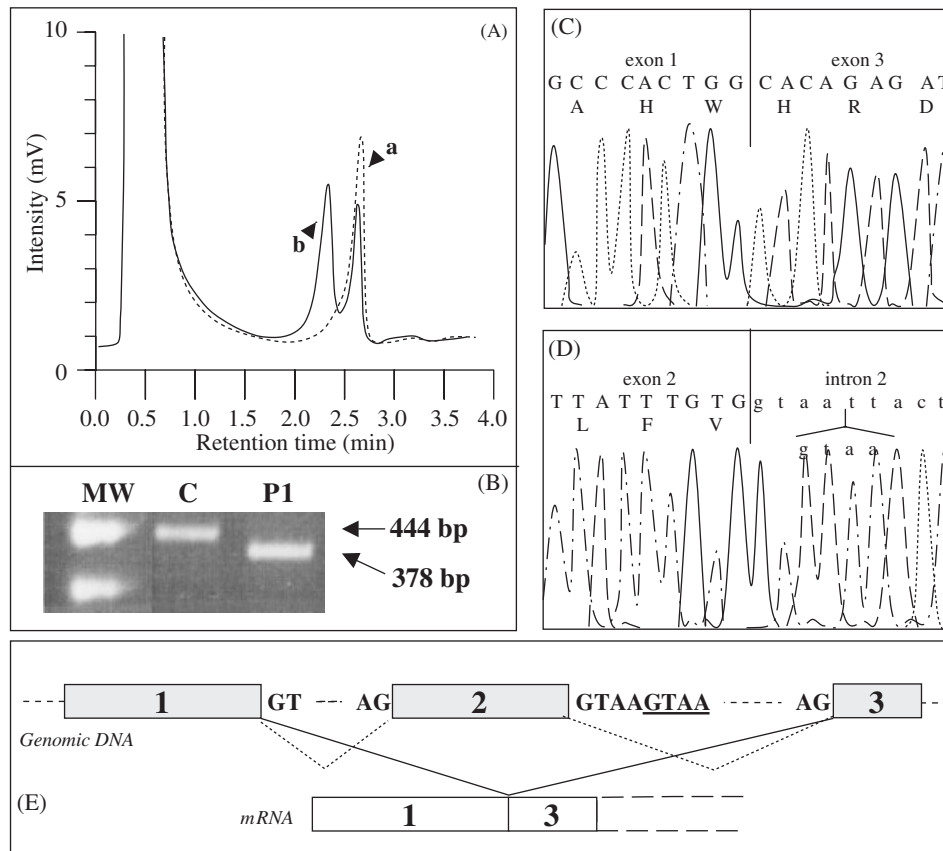 (A)
10
5
0
Intensity (mV)
a
b
0.0 0.5 1.0 1.5 2.0 2.5 3.0 3.5 4.0
Retention time (min)
(B)
MW C P1
444 bp
378 bp
(C)
exon 1 exon 3
G C C C A C T G G C A C A G A G A T
A H W H R D
(D)
exon 2 intron 2
T T A T T T G T G g t a a t t a c t
L F V
g t a a
1 GT AG 2 GTAAGTAA AG 3
Genomic DNA
(E)
mRNA 1 3